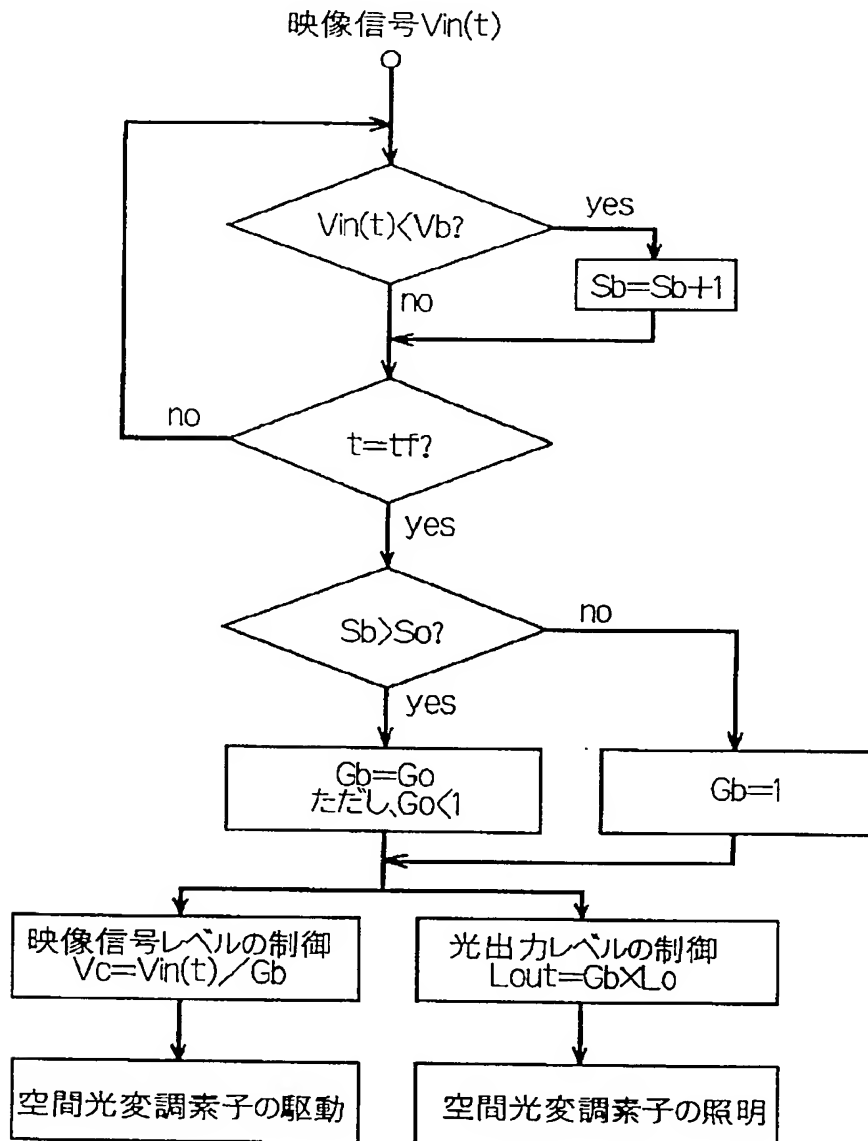 映像信号Vin(t)
Vin(t)<Vb?
yes
Sb=Sb+1
no
no
t=tf?
yes
Sb>So?
no
yes
Gb=Go
ただし、Go<1
Gb=1
映像信号レベルの制御
Vc=Vin(t)/Gb
光出力レベルの制御
Lout=Gb×Lo
空間光変調素子の駆動
空間光変調素子の照明